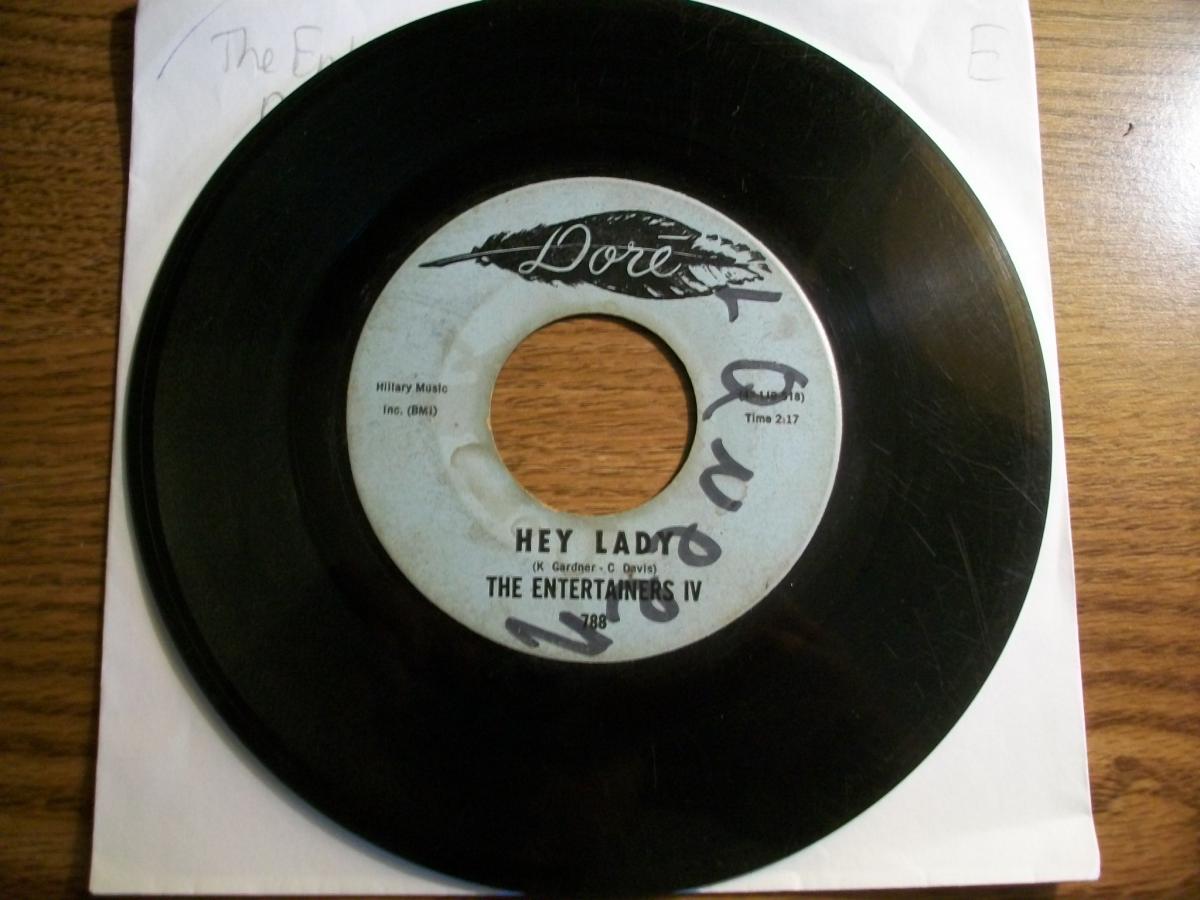 The En
E
Doré
Hillary Music
Inc. (BMI)
Time 2:17
HEY LADY
(K Gardner - C Davis)
THE ENTERTAINERS IV
788